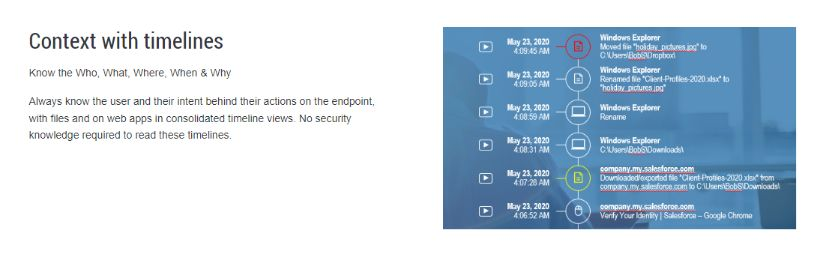 Context with timelines
Know the Who, What, Where, When & Why
Always know the user and their intent behind their actions on the endpoint,
with files and on web apps in consolidated timeline views. No security
knowledge required to read these timelines.
May 23, 2020
4:09:45 AM
Windows Explorer
Moved file "holiday_pictures.jpg" to
C:\Users\BobS\Dropbox\
May 23, 2020
4:09:05 AM
Windows Explorer
Renamed file "Client-Profiles-2020.xlsx" to
"holiday_pictures.jpg"
May 23, 2020
4:08:59 AM
Windows Explorer
Rename
May 23, 2020
4:08:31 AM
Windows Explorer
C:\Users\BobS\Downloads\
May 23, 2020
4:07:28 AM
company.my.salesforce.com
Downloaded/exported file "Client-Profiles-2020.xlsx" from
company.my.salesforce.com to C:\Users\BobS\Downloads\
May 23, 2020
4:06:52 AM
company.my.salesforce.com
Verify Your Identity | Salesforce – Google Chrome